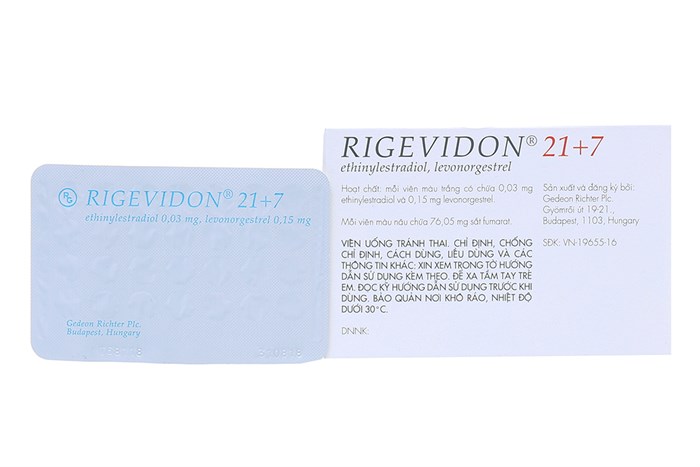 RIGEVIDON® 21+7
ethinylestradiol 0,03 mg, levonorgestrel 0,15 mg
Gedeon Richter Plc.
Budapest, Hungary
RIGEVIDON® 21+7
ethinylestradiol, levonorgestrel
Hoạt chất: mỗi viên màu trắng có chứa 0,03 mg
ethinylestradiol và 0,15 mg levonorgestrel.
Mỗi viên màu nâu chứa 76,05 mg sắt fumarat.
VIÊN UỐNG TRÁNH THAI. CHỈ ĐỊNH, CHỐNG
CHỈ ĐỊNH, CÁCH DÙNG, LIỀU DÙNG VÀ CÁC
THÔNG TIN KHÁC: XIN XEM TRONG TỜ HƯỚNG
DẪN SỬ DỤNG KÈM THEO. ĐỂ XA TẦM TAY TRẺ
EM. ĐỌC KỸ HƯỚNG DẪN SỬ DỤNG TRƯỚC KHI
DÙNG. BẢO QUẢN NƠI KHÔ RÁO, NHIỆT ĐỘ
DƯỚI 30°C.
DNNK:
Sản xuất và đăng ký bởi:
Gedeon Richter Plc.
Gyömrői út 19-21.,
Budapest, 1103, Hungary
SĐK: VN-19655-16